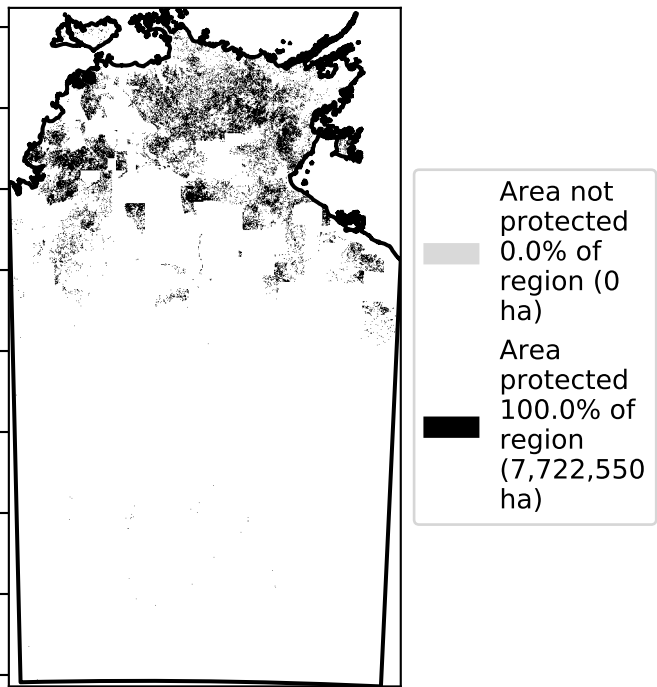 Area not
protected
0.0% of
region (0
ha)
Area
protected
100.0% of
region
(7,722,550
ha)